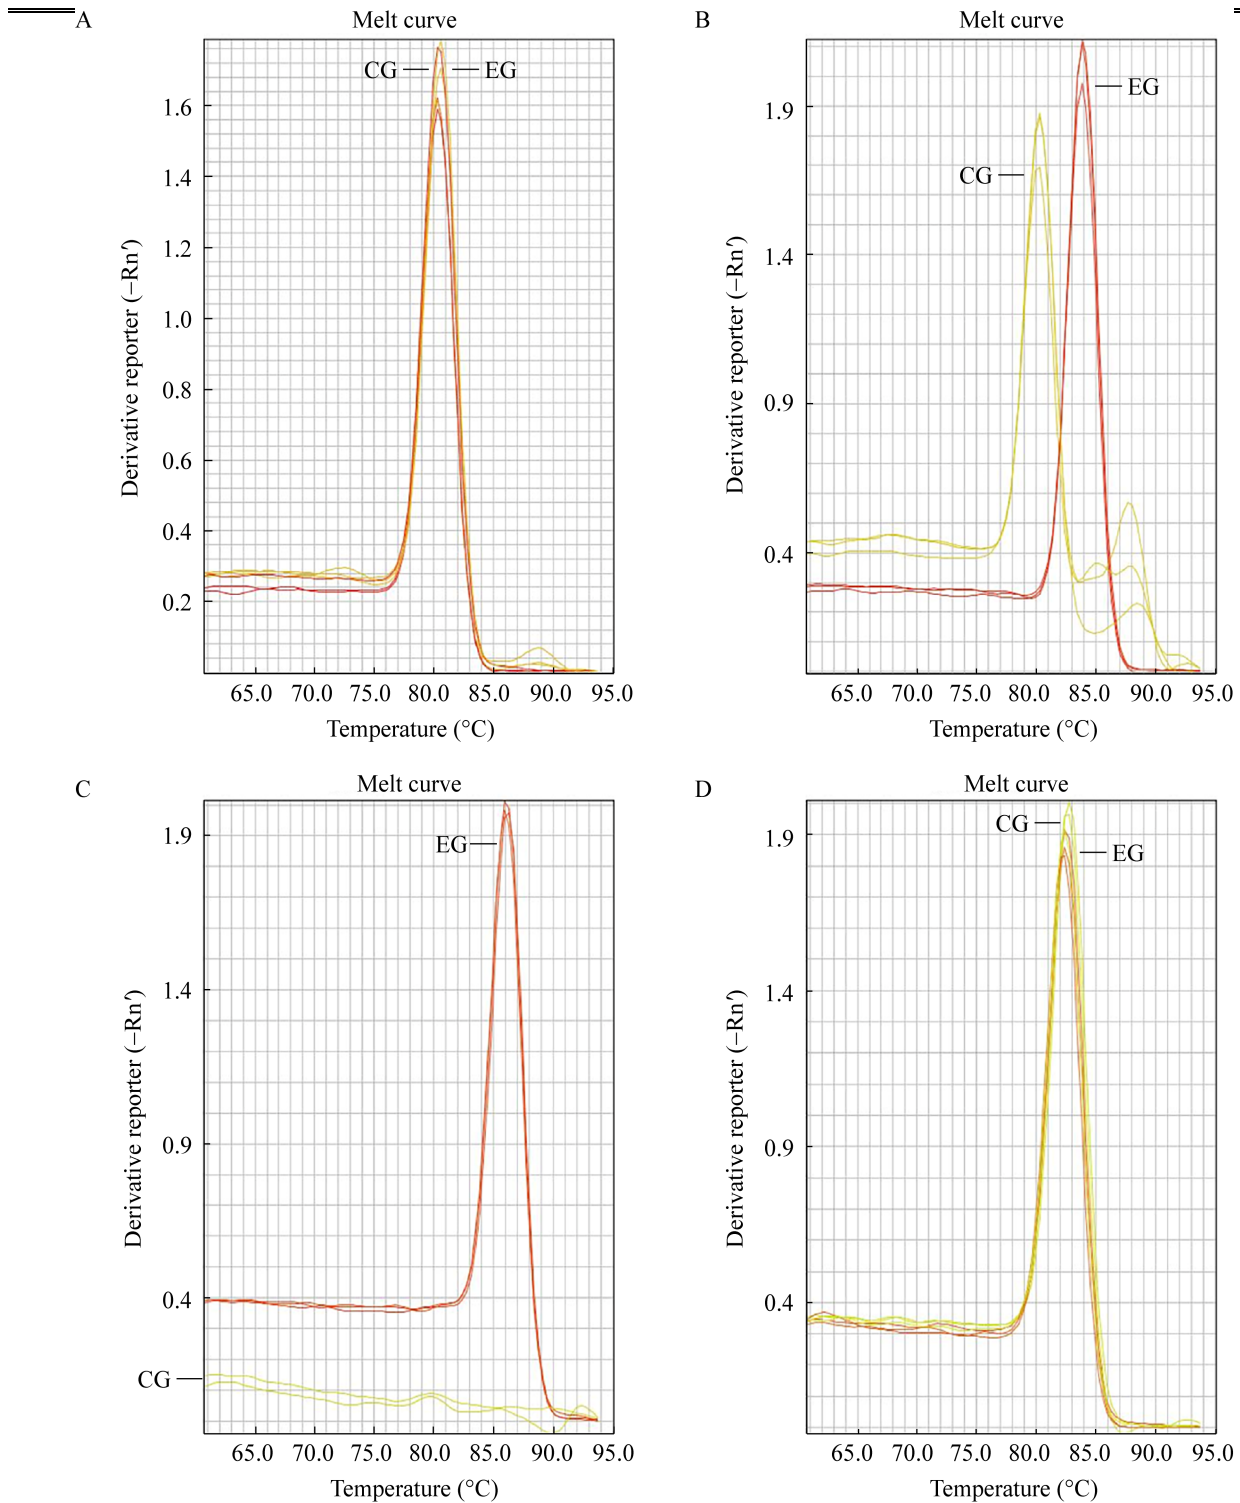 A
Melt curve
CG
EG
Derivative reporter (−Rn′)
1.6
1.4
1.2
1.0
0.8
0.6
0.4
0.2
65.0 70.0 75.0 80.0 85.0 90.0 95.0
Temperature (°C)
B
Melt curve
EG
CG
Derivative reporter (−Rn′)
1.9
1.4
0.9
0.4
65.0 70.0 75.0 80.0 85.0 90.0 95.0
Temperature (°C)
C
Melt curve
EG
CG
Derivative reporter (−Rn′)
1.9
1.4
0.9
0.4
65.0 70.0 75.0 80.0 85.0 90.0 95.0
Temperature (°C)
D
Melt curve
CG
EG
Derivative reporter (−Rn′)
1.9
1.4
0.9
0.4
65.0 70.0 75.0 80.0 85.0 90.0 95.0
Temperature (°C)